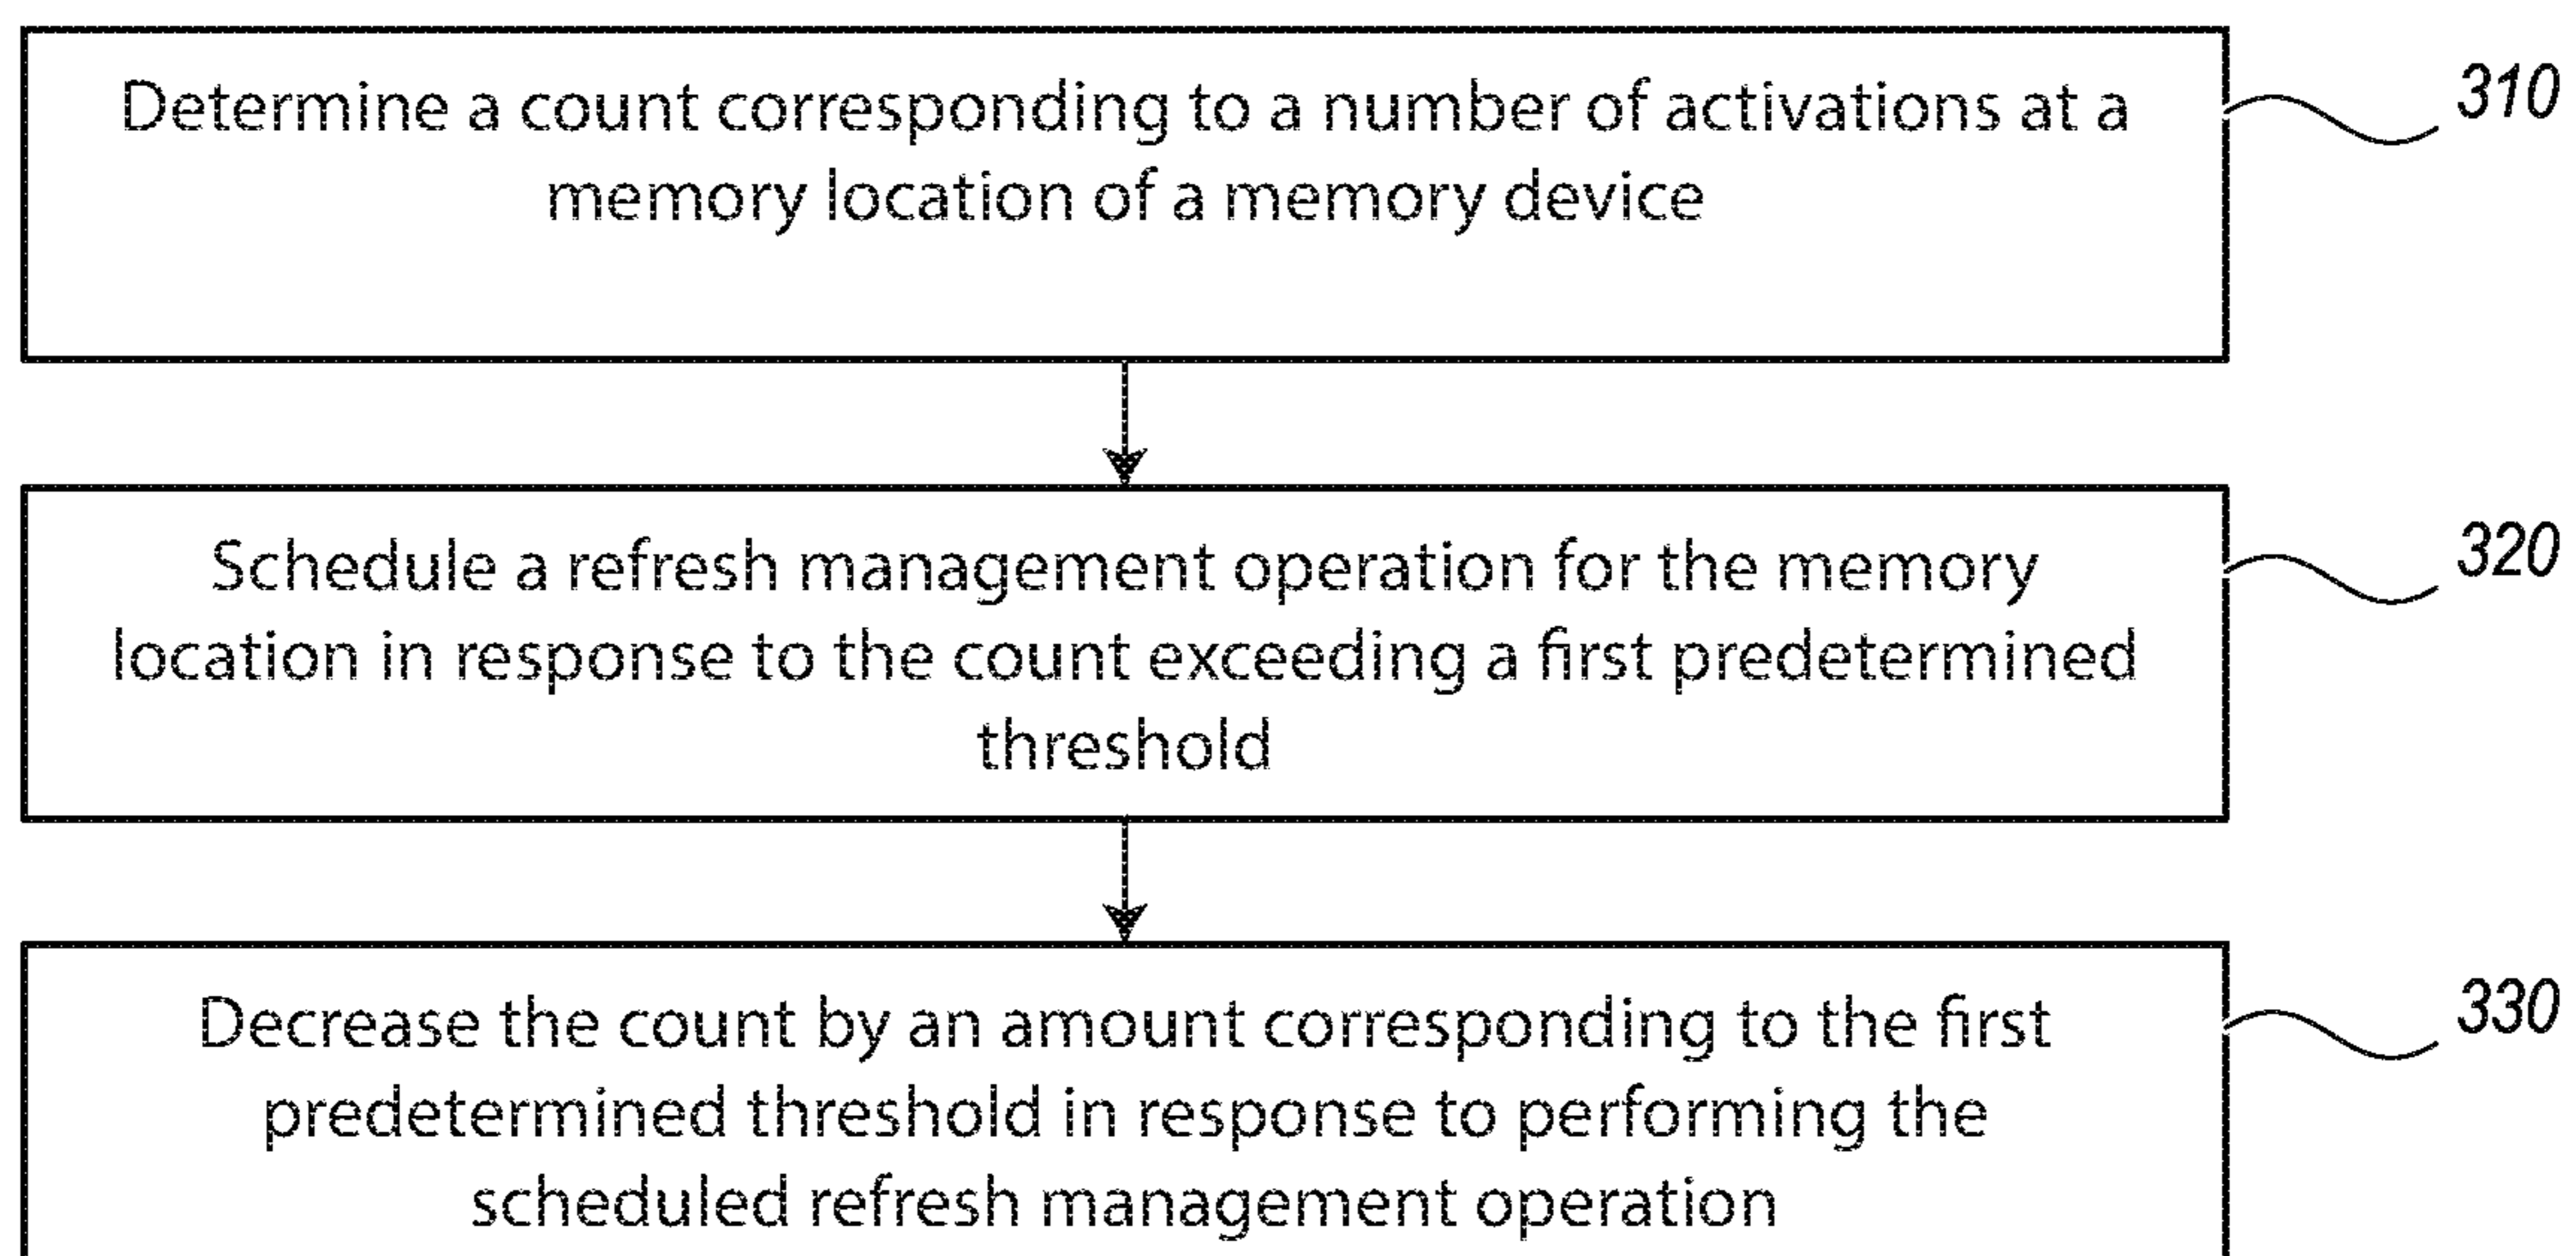 Determine a count corresponding to a number of activations at a
memory location of a memory device
310
Schedule a refresh management operation for the memory
location in response to the count exceeding a first predetermined
threshold
320
Decrease the count by an amount corresponding to the first
predetermined threshold in response to performing the
scheduled refresh management operation
330